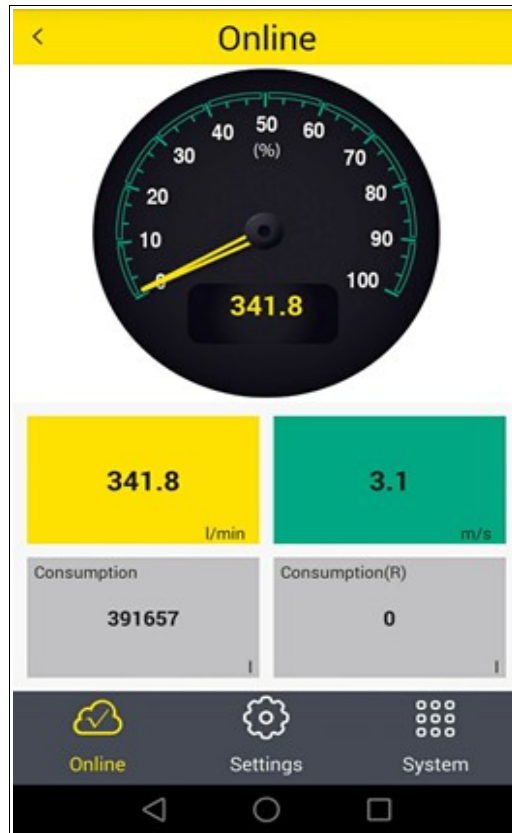 Online
50
40 60
(%)
30 70
20 80
10 90
0 100
341.8
341.8 3.1
l/min m/s
Consumption Consumption(R)
391657 0
l l
Online Settings System